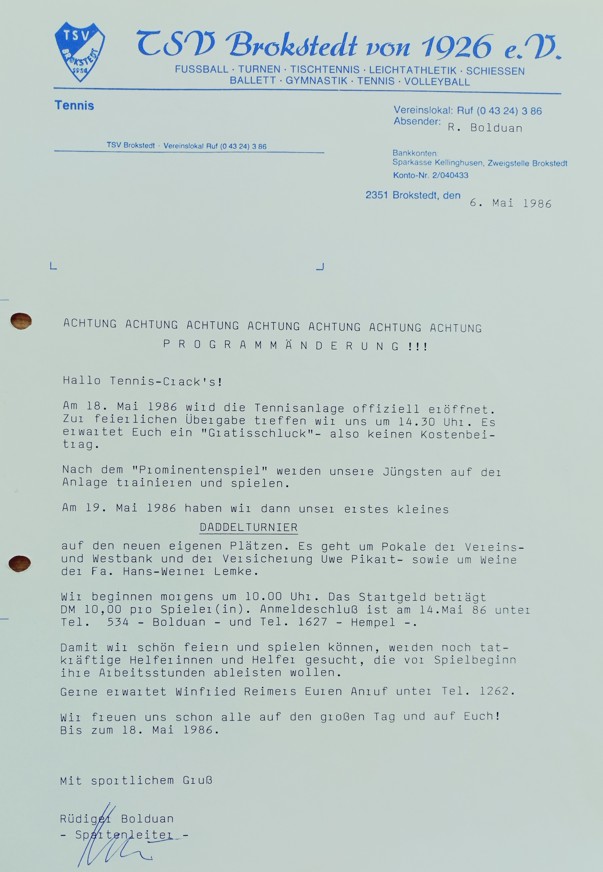 TSV
BROKSTEDT
TSV Brokstedt von 1926 e.V.
FUSSBALL · TURNEN · TISCHTENNIS · LEICHTATHLETIK · SCHIESSEN
BALLETT · GYMNASTIK · TENNIS · VOLLEYBALL
Tennis
Vereinslokal: Ruf (0 43 24) 3 86
Absender: R. Bolduan
TSV Brokstedt · Vereinslokal Ruf (0 43 24) 3 86
Bankkonten:
Sparkasse Kellinghusen, Zweigstelle Brokstedt
Konto-Nr. 2/040433
2351 Brokstedt, den 6. Mai 1986
ACHTUNG ACHTUNG ACHTUNG ACHTUNG ACHTUNG ACHTUNG ACHTUNG
P R O G R A M M Ä N D E R U N G !!!
Hallo Tennis-Crack's!
Am 18. Mai 1986 wird die Tennisanlage offiziell eröffnet.
Zur feierlichen Übergabe treffen wir uns um 14.30 Uhr. Es
erwartet Euch ein "Gratisschluck"- also keinen Kostenbei-
trag.
Nach dem "Prominentenspiel" werden unsere Jüngsten auf der
Anlage trainieren und spielen.
Am 19. Mai 1986 haben wir dann unser erstes kleines
DADDELTURNIER
auf den neuen eigenen Plätzen. Es geht um Pokale der Vereins-
und Westbank und der Versicherung Uwe Pikart- sowie um Weine
der Fa. Hans-Werner Lemke.
Wir beginnen morgens um 10.00 Uhr. Das Startgeld beträgt
DM 10,00 pro Spieler(in). Anmeldeschluß ist am 14.Mai 86 unter
Tel. 534 - Bolduan - und Tel. 1627 - Hempel -.
Damit wir schön feiern und spielen können, werden noch tat-
kräftige Helferinnen und Helfer gesucht, die vor Spielbeginn
ihre Arbeitsstunden ableisten wollen.
Gerne erwartet Winfried Reimers Euren Anruf unter Tel. 1262.
Wir freuen uns schon alle auf den großen Tag und auf Euch!
Bis zum 18. Mai 1986.
Mit sportlichem Gruß
Rüdiger Bolduan
- Spartenleiter -